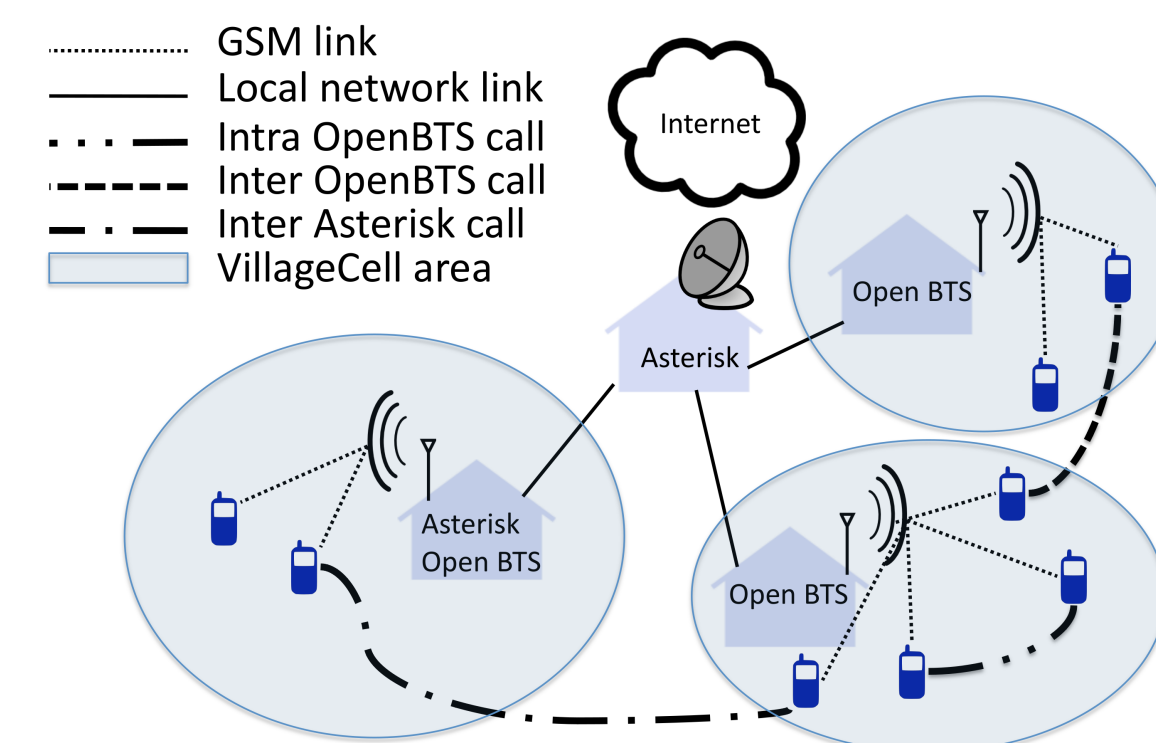 GSM link
Local network link
Intra OpenBTS call
Inter OpenBTS call
Inter Asterisk call
VillageCell area
Internet
Open BTS
Asterisk
Asterisk
Open BTS
Open BTS